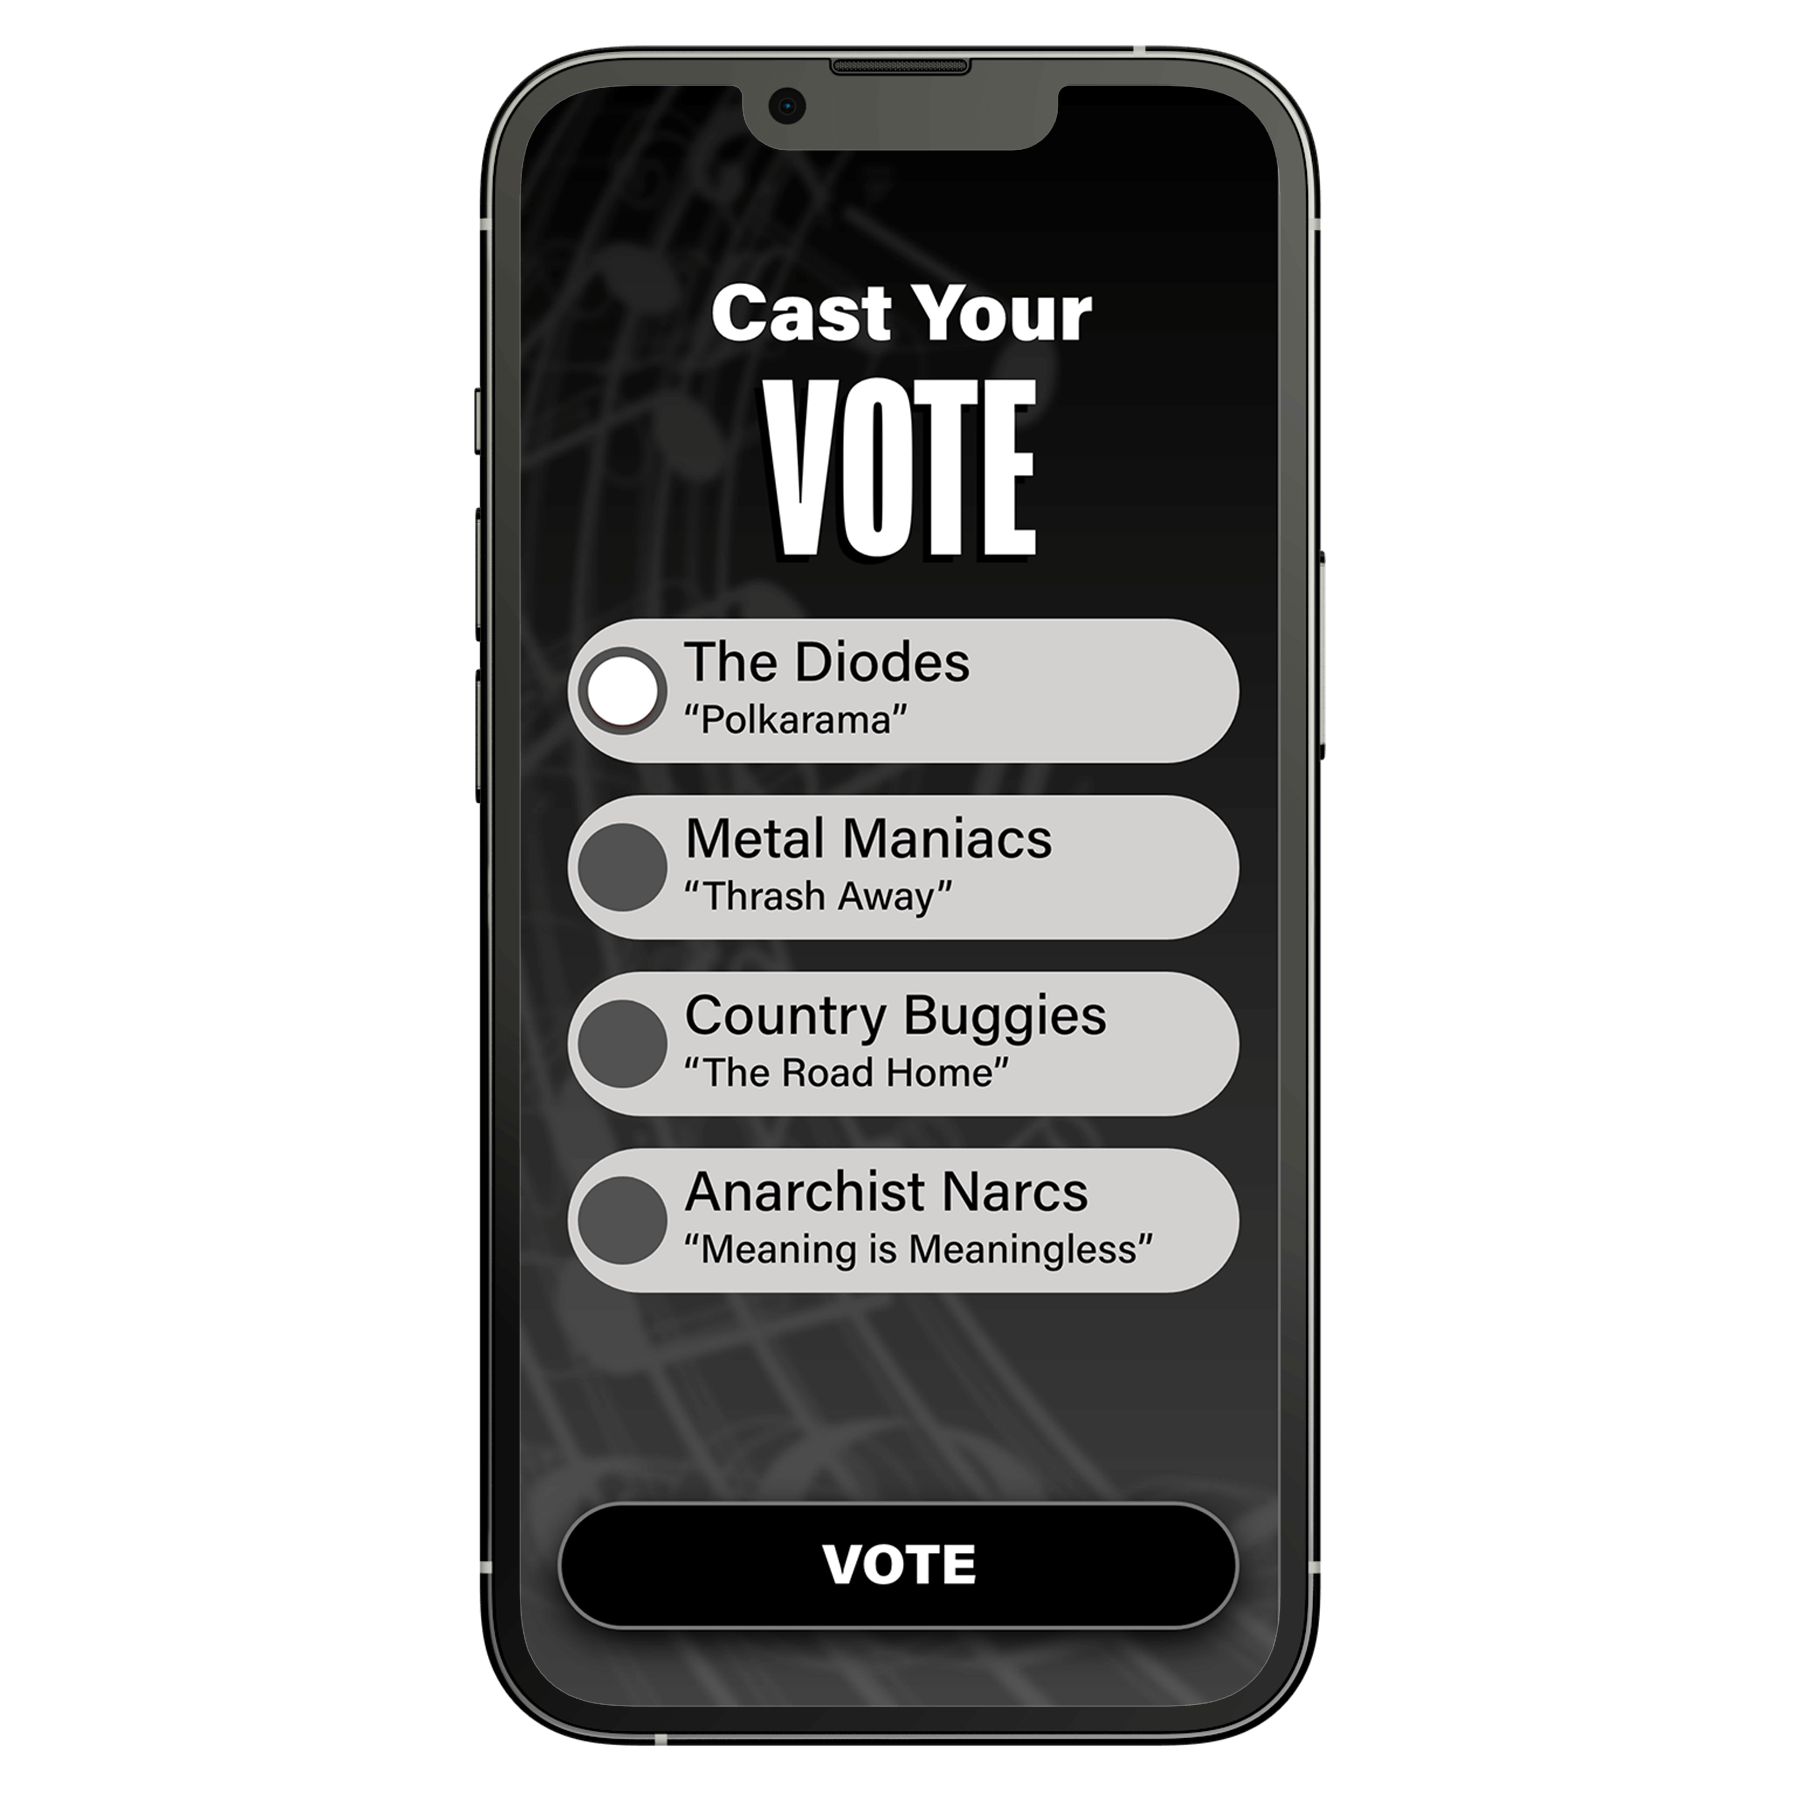 Cast Your
VOTE
The Diodes
“Polkarama”
Metal Maniacs
“Thrash Away”
Country Buggies
“The Road Home”
Anarchist Narcs
“Meaning is Meaningless”
VOTE